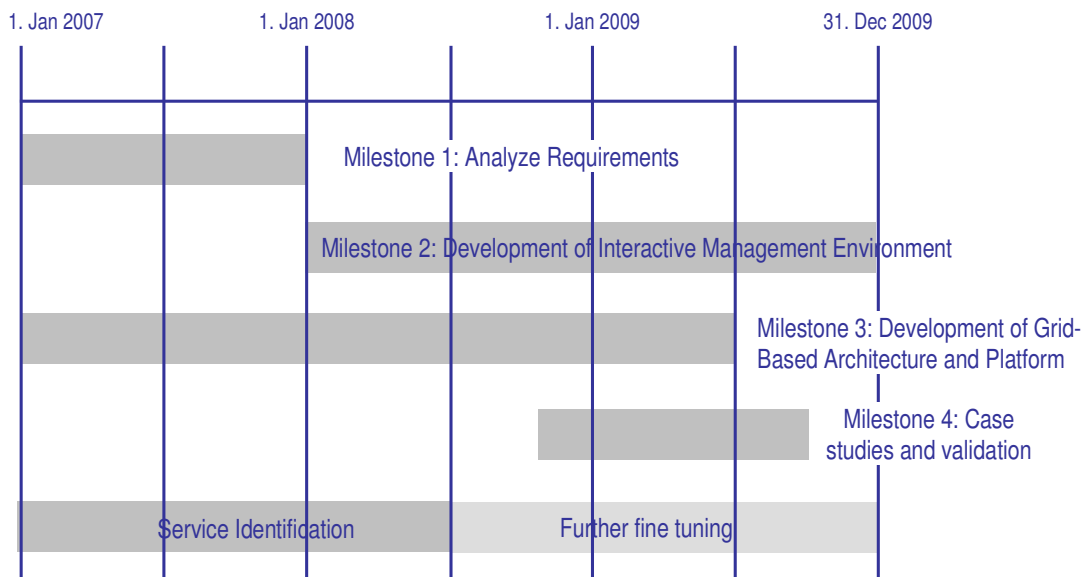 1. Jan 2007
1. Jan 2008
1. Jan 2009
31. Dec 2009
Milestone 1: Analyze Requirements
Milestone 2: Development of Interactive Management Environment
Milestone 3: Development of Grid-
Based Architecture and Platform
Milestone 4: Case
studies and validation
Service Identification
Further fine tuning